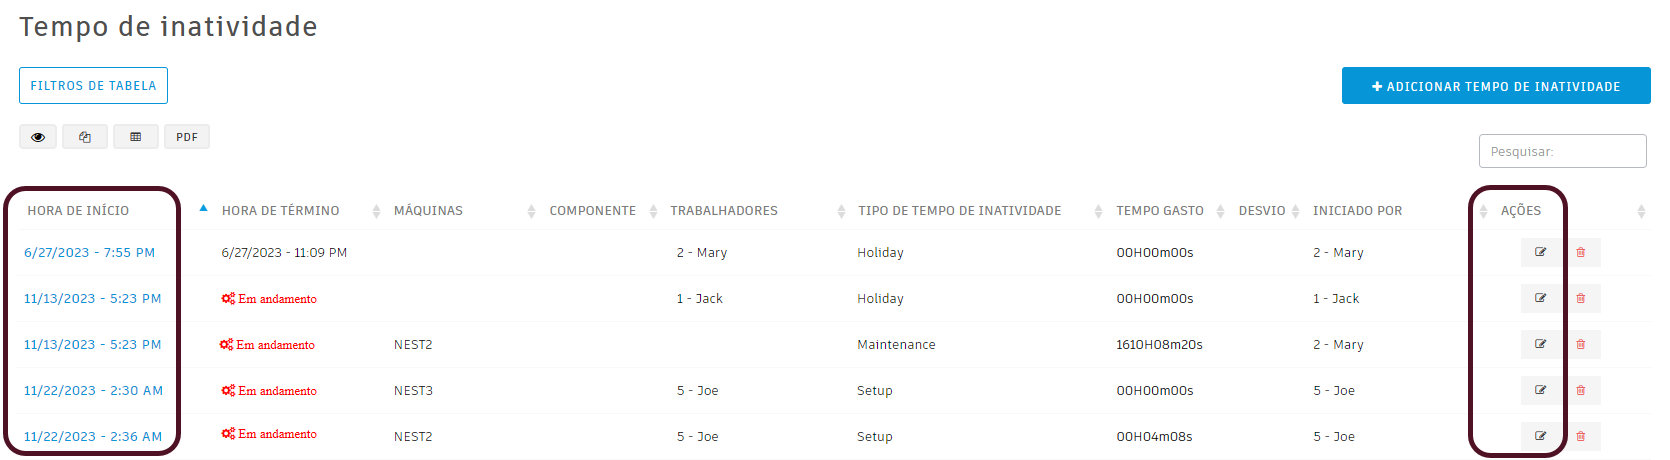 Tempo de inatividade
FILTROS DE TABELA
ADICIONAR TEMPO DE INATIVIDADE
PDF
Pesquisar:
HORA DE INÍCIO HORA DE TÉRMINO MÁQUINAS COMPONENTE TRABALHADORES TIPO DE TEMPO DE INATIVIDADE TEMPO GASTO DESVIO INICIADO POR AÇÕES
6/27/2023 - 7:55 PM 6/27/2023 - 11:09 PM 2 - Mary Holiday 00H00m00s 2 - Mary
11/13/2023 - 5:23 PM Em andamento 1 - Jack Holiday 00H00m00s 1 - Jack
11/13/2023 - 5:23 PM Em andamento NEST2 Maintenance 1610H08m20s 2 - Mary
11/22/2023 - 2:30 AM Em andamento NEST3 5 - Joe Setup 00H00m00s 5 - Joe
11/22/2023 - 2:36 AM Em andamento NEST2 5 - Joe Setup 00H04m08s 5 - Joe